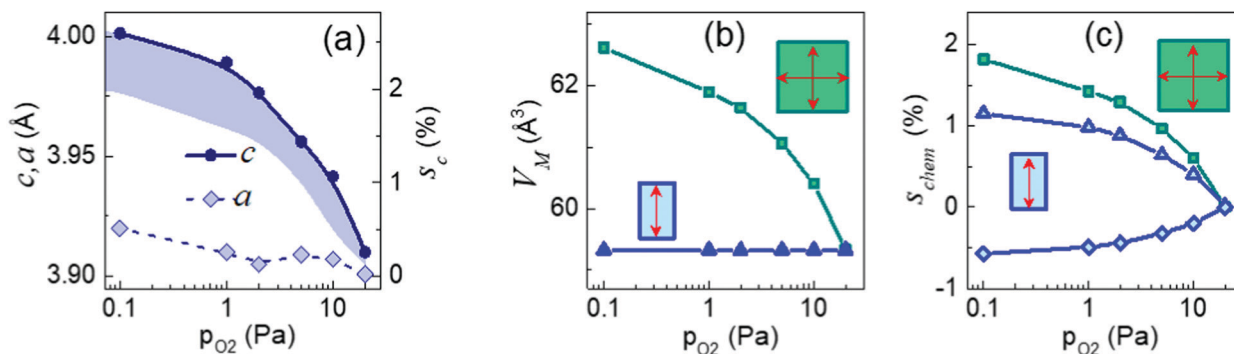 (a)
c, a (Å)
4.00
3.95
3.90
c
a
2
1
0
s_c (%)
0.1 1 10
p_O2 (Pa)
(b)
V_M (Å³)
62
60
0.1 1 10
p_O2 (Pa)
(c)
s_chem (%)
2
1
0
-1
0.1 1 10
p_O2 (Pa)